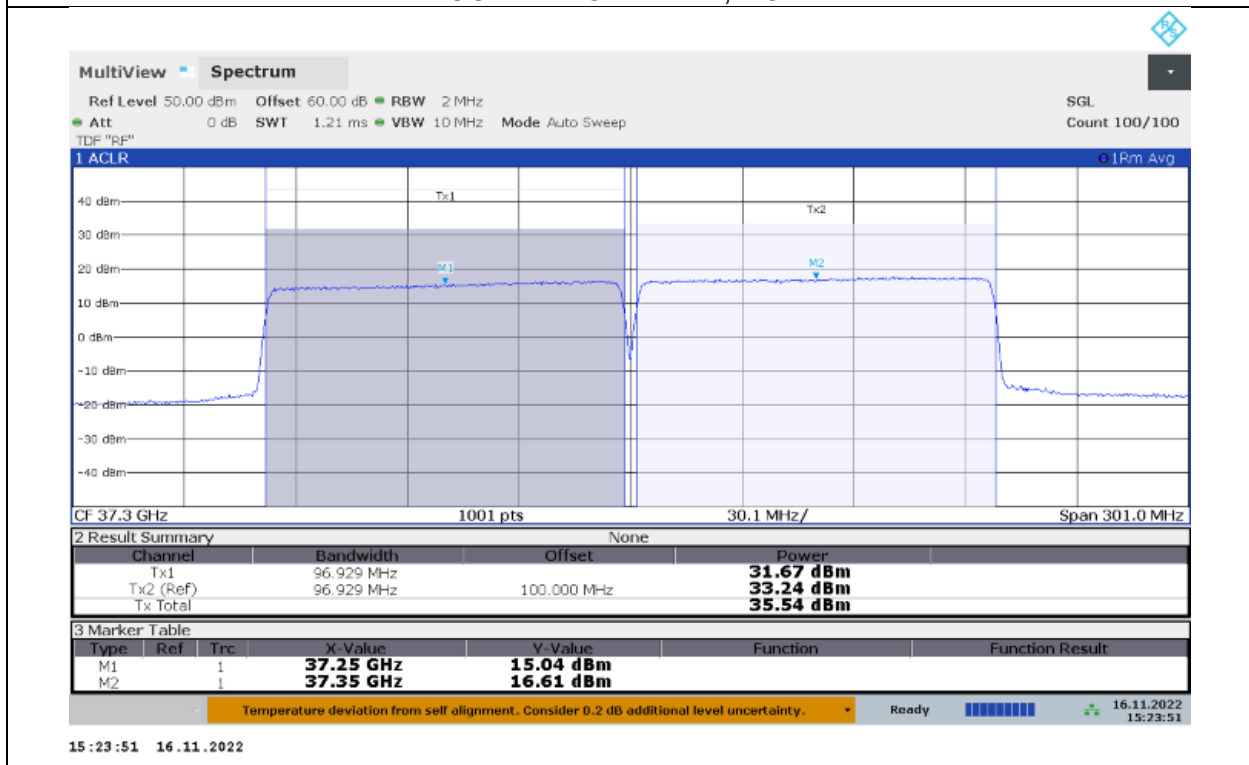 MultiView Spectrum
Ref Level 50.00 dBm Offset 60.00 dB RBW 2 MHz SGL
Att 0 dB SWT 1.21 ms VBW 10 MHz Mode Auto Sweep Count 100/100
TDF "RF"
1 ACLR 1Rm Avg
Tx1
40 dBm
Tx2
30 dBm
M2
20 dBm
M1
10 dBm
0 dBm
-10 dBm
-20 dBm
-30 dBm
-40 dBm
CF 37.3 GHz 1001 pts 30.1 MHz/ Span 301.0 MHz
2 Result Summary None
Channel Bandwidth Offset Power
Tx1 96.929 MHz 31.67 dBm
Tx2 (Ref) 96.929 MHz 100.000 MHz 33.24 dBm
Tx Total 35.54 dBm
3 Marker Table
Type Ref Trc X-Value Y-Value Function Function Result
M1 1 37.25 GHz 15.04 dBm
M2 1 37.35 GHz 16.61 dBm
Temperature deviation from self alignment. Consider 0.2 dB additional level uncertainty. Ready 16.11.2022
15:23:51
15:23:51 16.11.2022